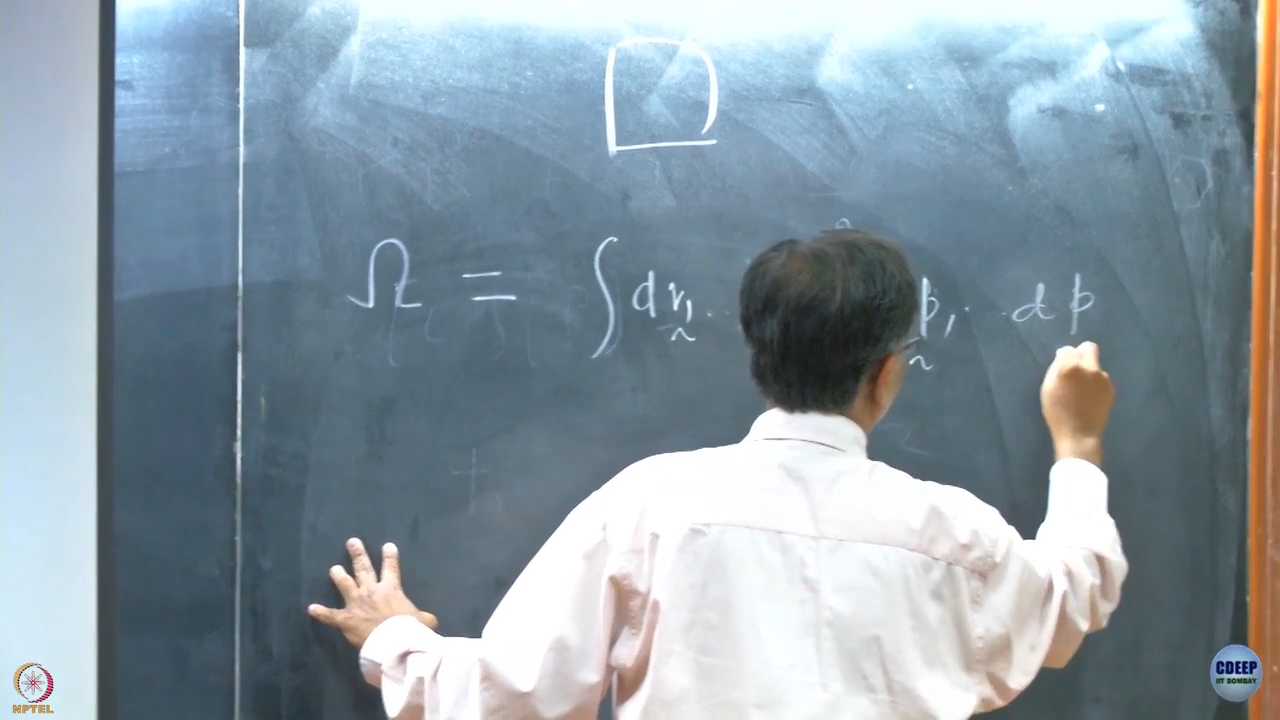 Ω = ∫ dr₁ .. p₁ .. dp
NPTEL
CDEEP
IIT BOMBAY